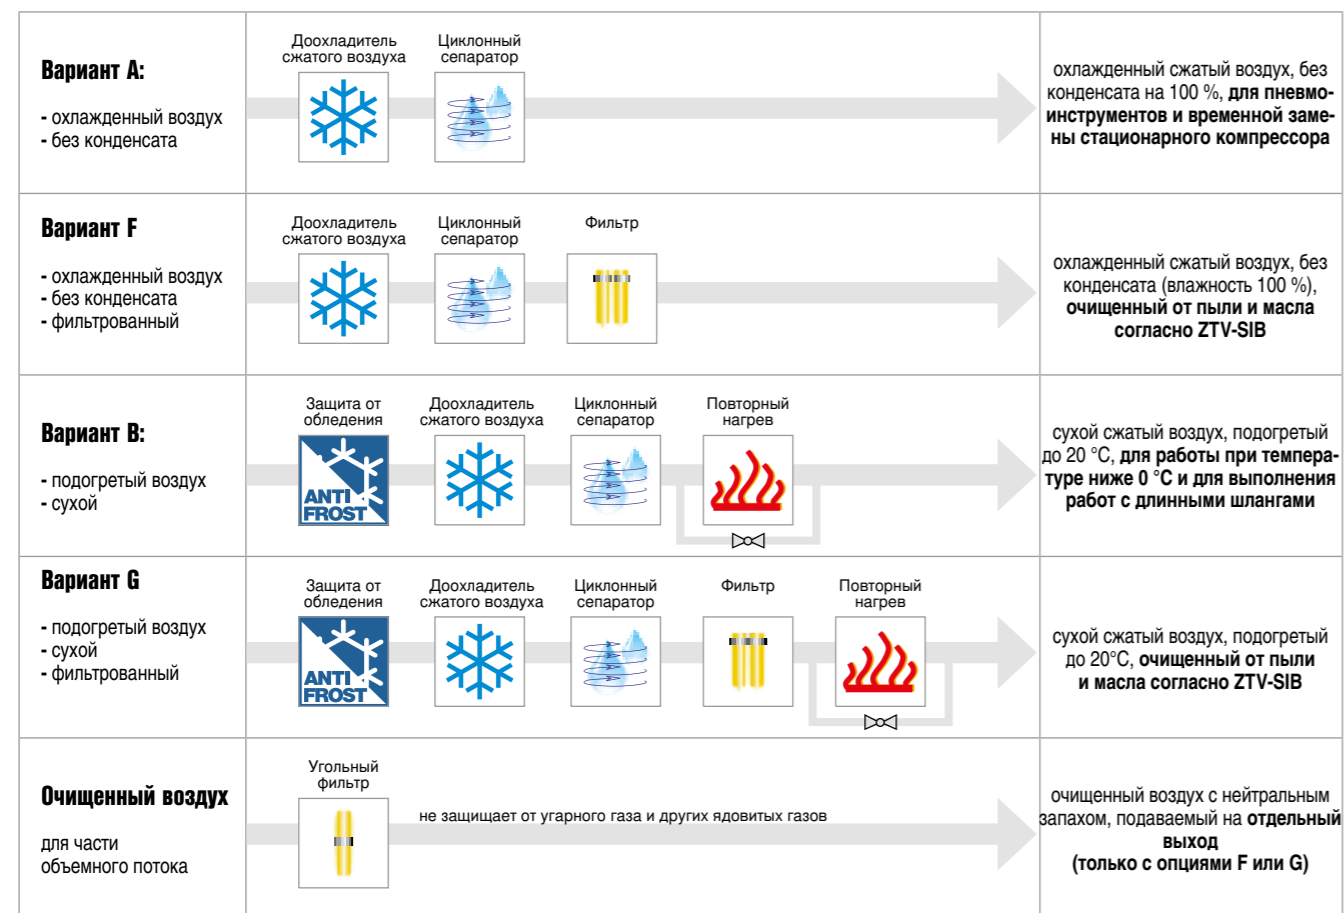 Вариант A:
- охлажденный воздух
- без конденсата
Доохладитель
сжатого воздуха
Циклонный
сепаратор
охлажденный сжатый воздух, без
конденсата на 100 %, для пневмо-
инструментов и временной заме-
ны стационарного компрессора
Вариант F
- охлажденный воздух
- без конденсата
- фильтрованный
Доохладитель
сжатого воздуха
Циклонный
сепаратор
Фильтр
охлажденный сжатый воздух, без
конденсата (влажность 100 %),
очищенный от пыли и масла
согласно ZTV-SIB
Вариант B:
- подогретый воздух
- сухой
Защита от
обледения
ANTI
FROST
Доохладитель
сжатого воздуха
Циклонный
сепаратор
Повторный
нагрев
сухой сжатый воздух, подогретый
до 20 °C, для работы при темпера-
туре ниже 0 °C и для выполнения
работ с длинными шлангами
Вариант G
- подогретый воздух
- сухой
- фильтрованный
Защита от
обледения
ANTI
FROST
Доохладитель
сжатого воздуха
Циклонный
сепаратор
Фильтр
Повторный
нагрев
сухой сжатый воздух, подогретый
до 20°C, очищенный от пыли
и масла согласно ZTV-SIB
Очищенный воздух
для части
объемного потока
Угольный
фильтр
не защищает от угарного газа и других ядовитых газов
очищенный воздух с нейтральным
запахом, подаваемый на отдельный
выход
(только с опциями F или G)